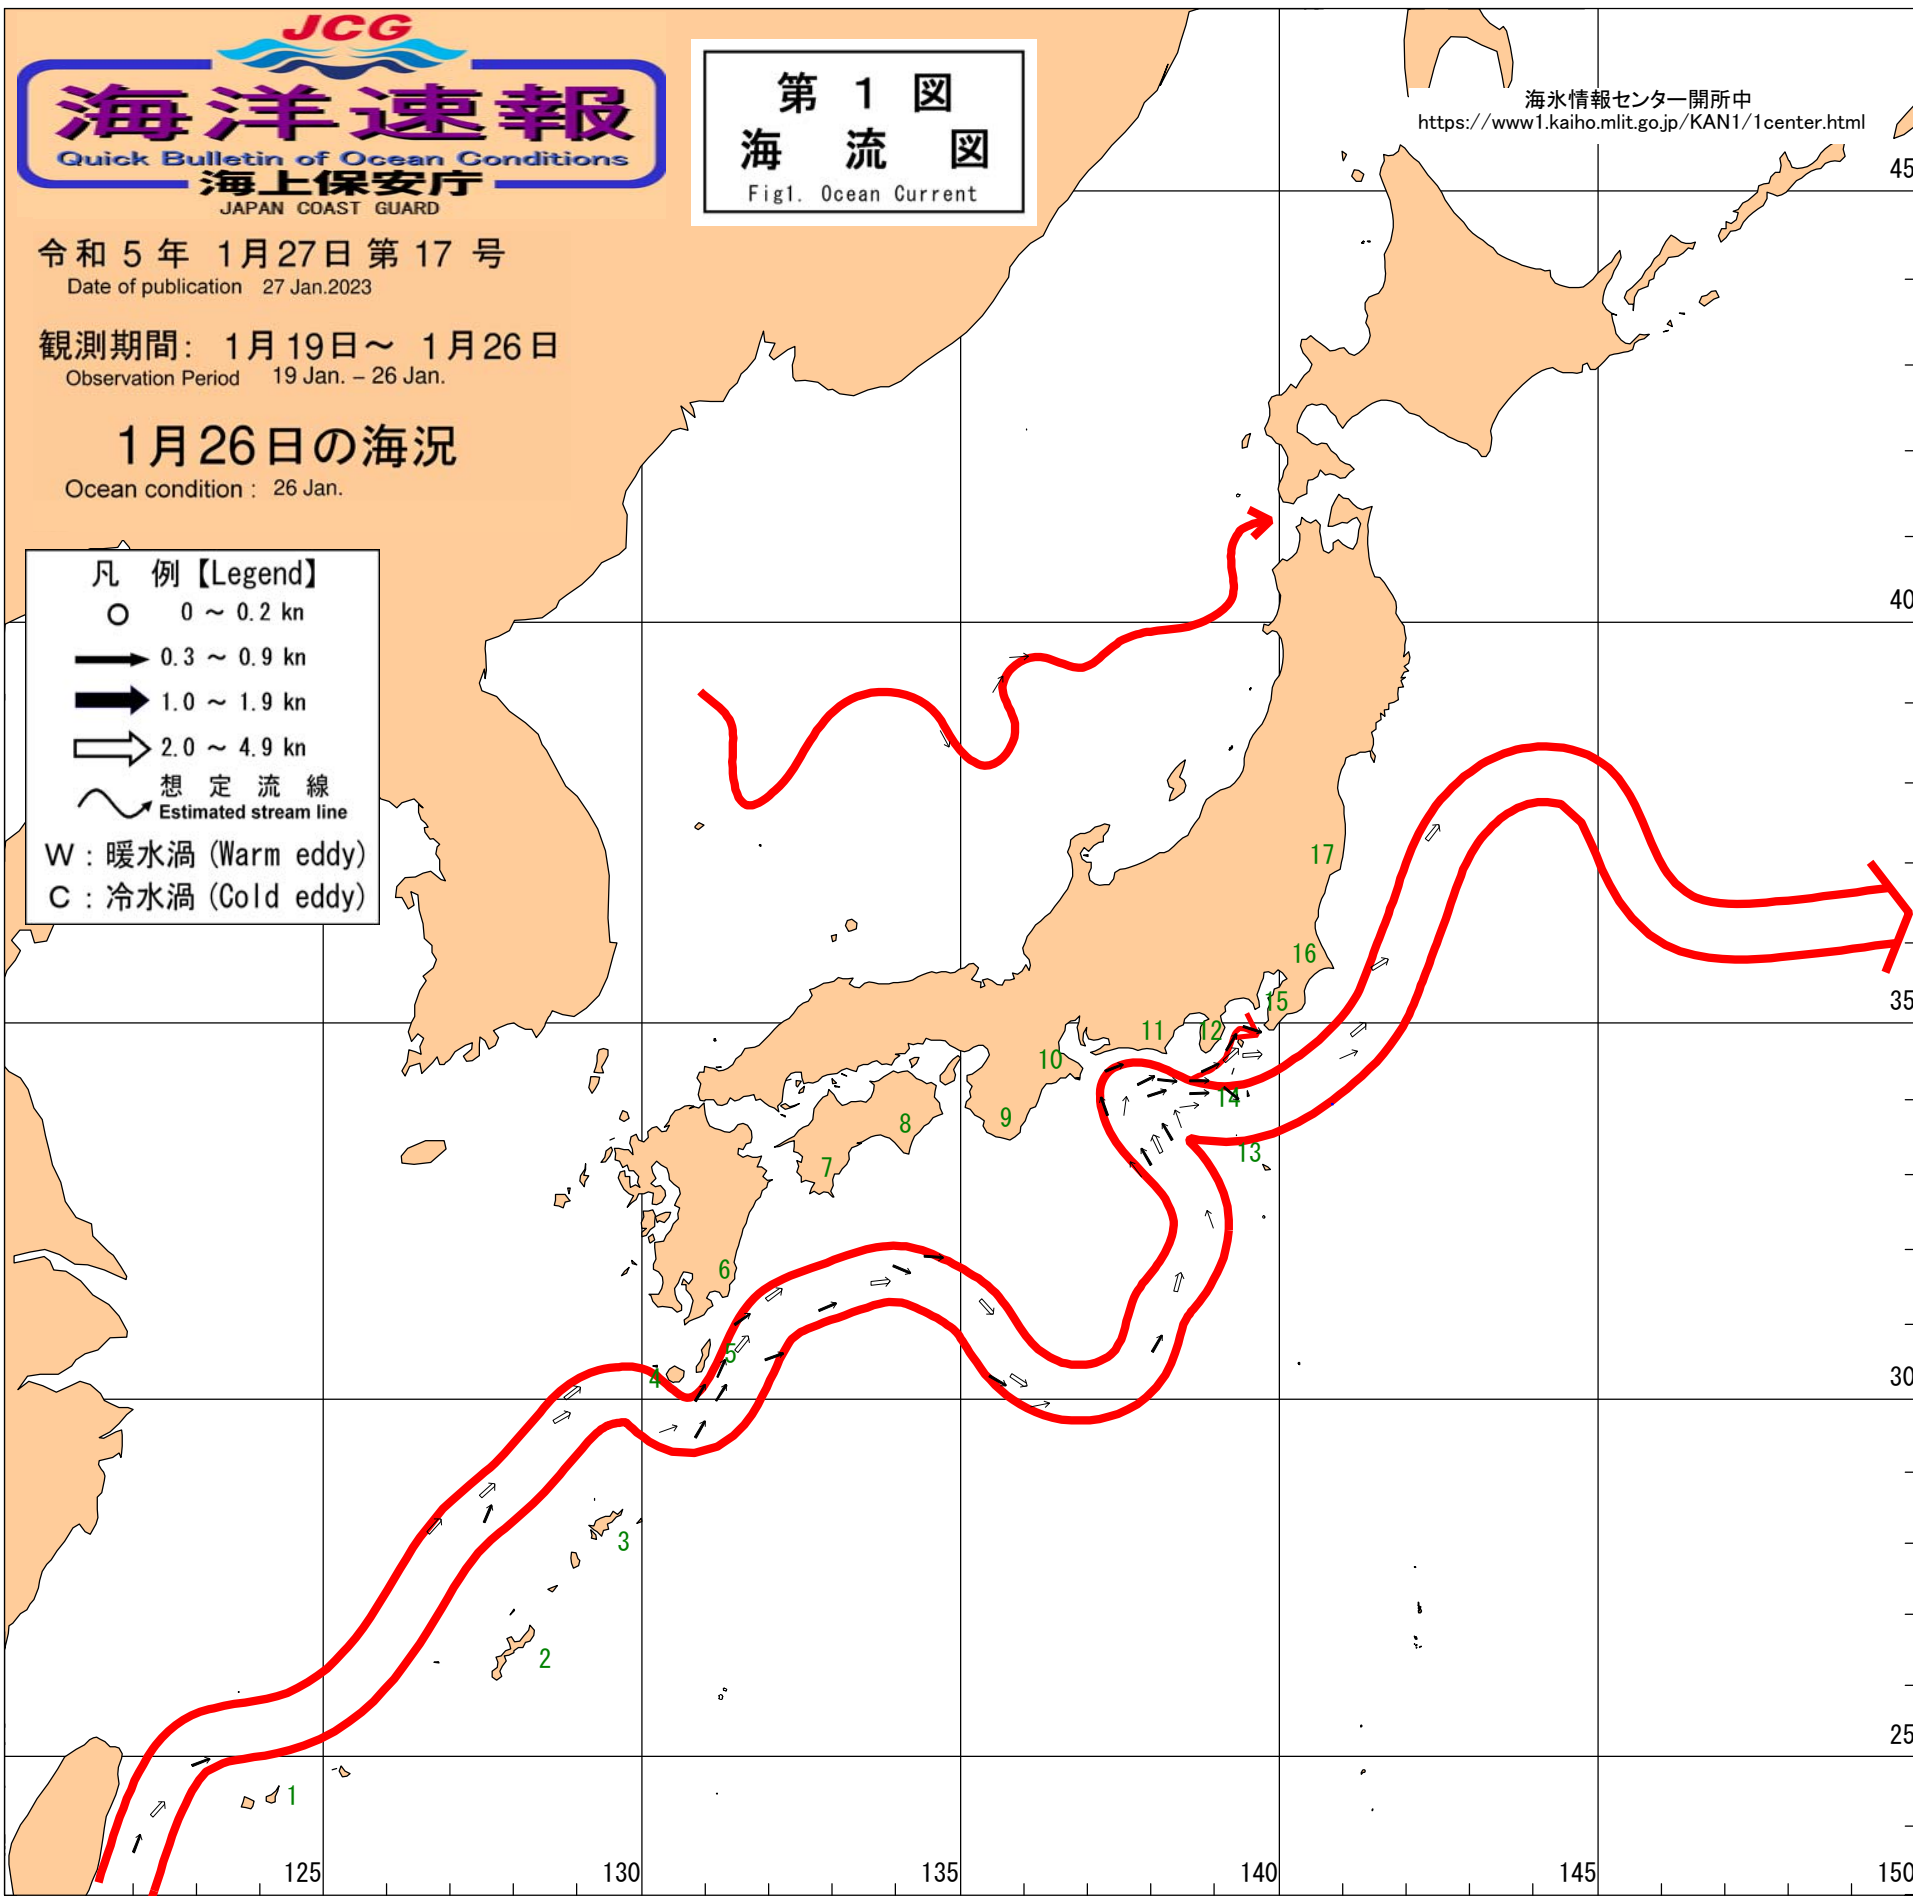 JCG
海洋速報
Quick Bulletin of Ocean Conditions
海上保安庁
JAPAN COAST GUARD
第 1 図
海 流 図
Fig1. Ocean Current
海氷情報センター開所中
https://www1.kaiho.mlit.go.jp/KAN1/1center.html
令和 5 年 1月27日 第 17 号
Date of publication 27 Jan.2023
観測期間: 1月19日～ 1月26日
Observation Period 19 Jan. – 26 Jan.
1月26日の海況
Ocean condition : 26 Jan.
凡 例【Legend】
0 ～ 0.2 kn
0.3 ～ 0.9 kn
1.0 ～ 1.9 kn
2.0 ～ 4.9 kn
想 定 流 線
Estimated stream line
W : 暖水渦 (Warm eddy)
C : 冷水渦 (Cold eddy)
45
40
17
16
35
15
12
11
10
14
9
8
13
7
6
5
4
30
3
2
25
1
125
130
135
140
145
150